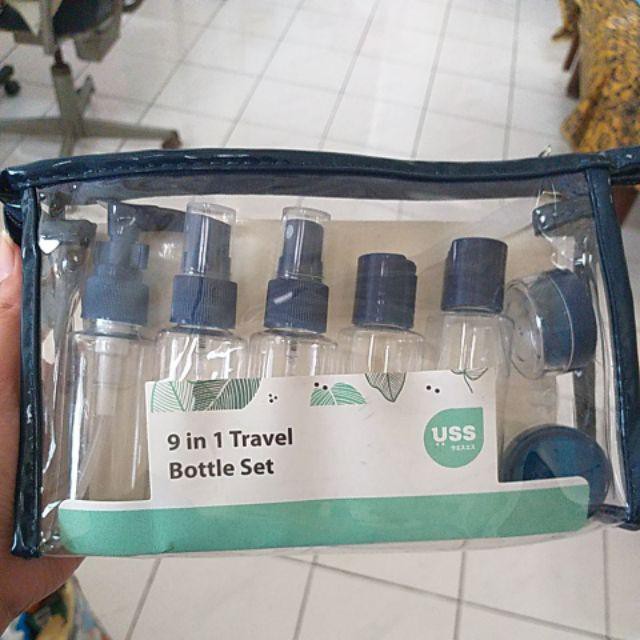 9 in 1 Travel
Bottle Set
USS